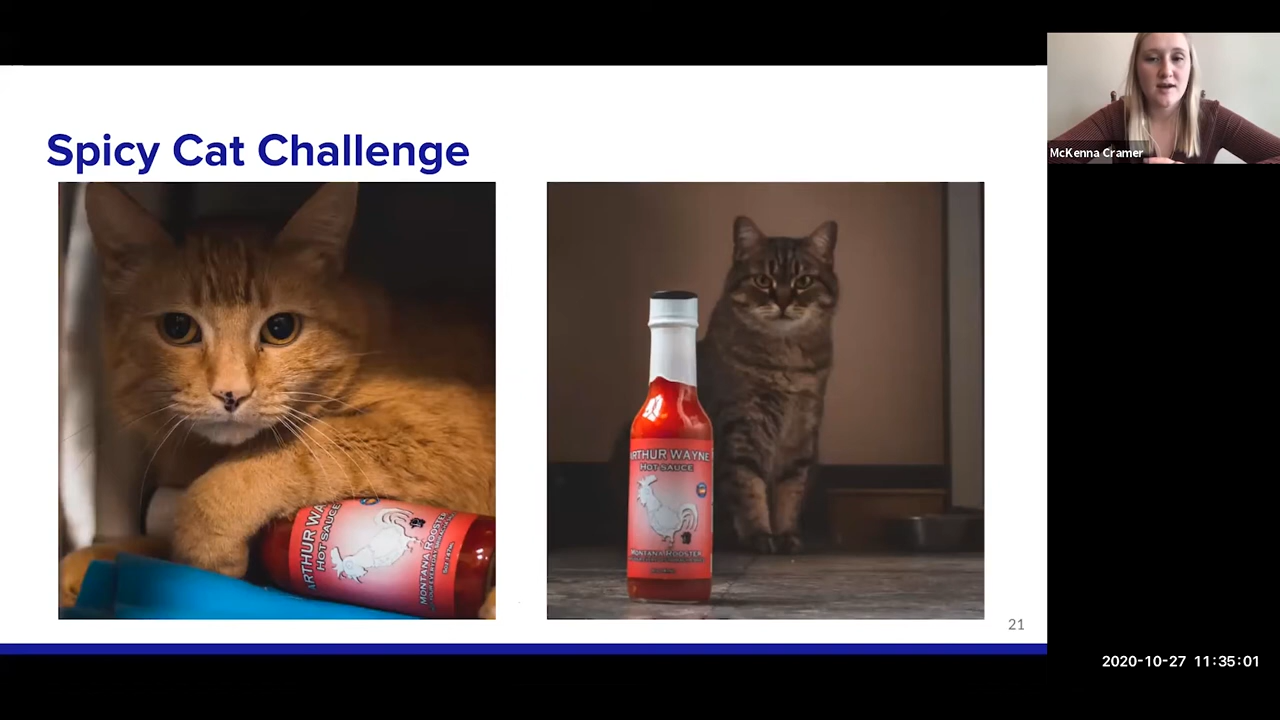 Spicy Cat Challenge
McKenna Cramer
ARTHUR WA
HOT SAUCE
MONTANA ROOSTER
ARTHUR WAYNE
HOT SAUCE
MONTANA ROOSTER
21
2020-10-27 11:35:01